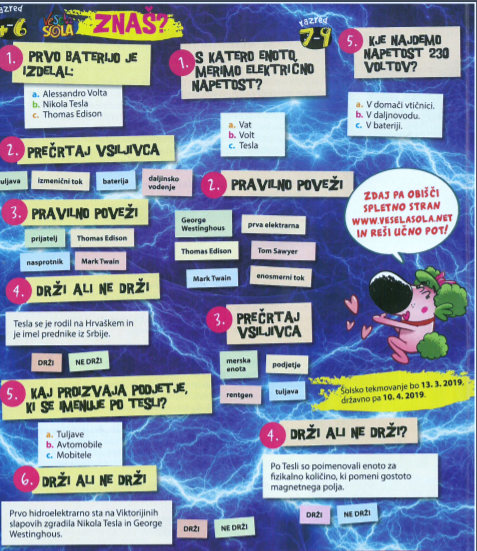 razred
4-6
VESELA
ŠOLA
ZNAŠ?
1. PRVO BATERIJO JE
IZDELAL:
a. Alessandro Volta
b. Nikola Tesla
c. Thomas Edison
2. PREČRTAJ VSILJIVCA
tuljava
izmenični tok
baterija
daljinsko
vodenje
3. PRAVILNO POVEŽI
prijatelj
Thomas Edison
nasprotnik
Mark Twain
4. DRŽI ALI NE DRŽI
Tesla se je rodil na Hrvaškem in
je imel prednike iz Srbije.
DRŽI
NE DRŽI
5. KAJ PROIZVAJA PODJETJE,
KI SE IMENUJE PO TESLI?
a. Tuljave
b. Avtomobile
c. Mobitele
6. DRŽI ALI NE DRŽI
Prvo hidroelektrarno sta na Viktorijinih
slapovih zgradila Nikola Tesla in George
Westinghous.
DRŽI
NE DRŽI
razred
7-9
1. S KATERO ENOTO
MERIMO ELEKTRIČNO
NAPETOST?
a. Vat
b. Volt
c. Tesla
2. PRAVILNO POVEŽI
George
Westinghous
prva elektrarna
Thomas Edison
Tom Sawyer
Mark Twain
enosmerni tok
3. PREČRTAJ
VSILJIVCA
merska
enota
podjetje
rentgen
tuljava
4. DRŽI ALI NE DRŽI?
Po Tesli so poimenovali enoto za
fizikalno količino, ki pomeni gostoto
magnetnega polja.
DRŽI
NE DRŽI
5. KJE NAJDEMO
NAPETOST 230
VOLTOV?
a. V domači vtičnici.
b. V daljnovodu.
c. V bateriji.
ZDAJ PA OBIŠČI
SPLETNO STRAN
WWW.VESELASOLA.NET
IN REŠI UČNO POT!
Šolsko tekmovanje bo 13. 3. 2019,
državno pa 10. 4. 2019.